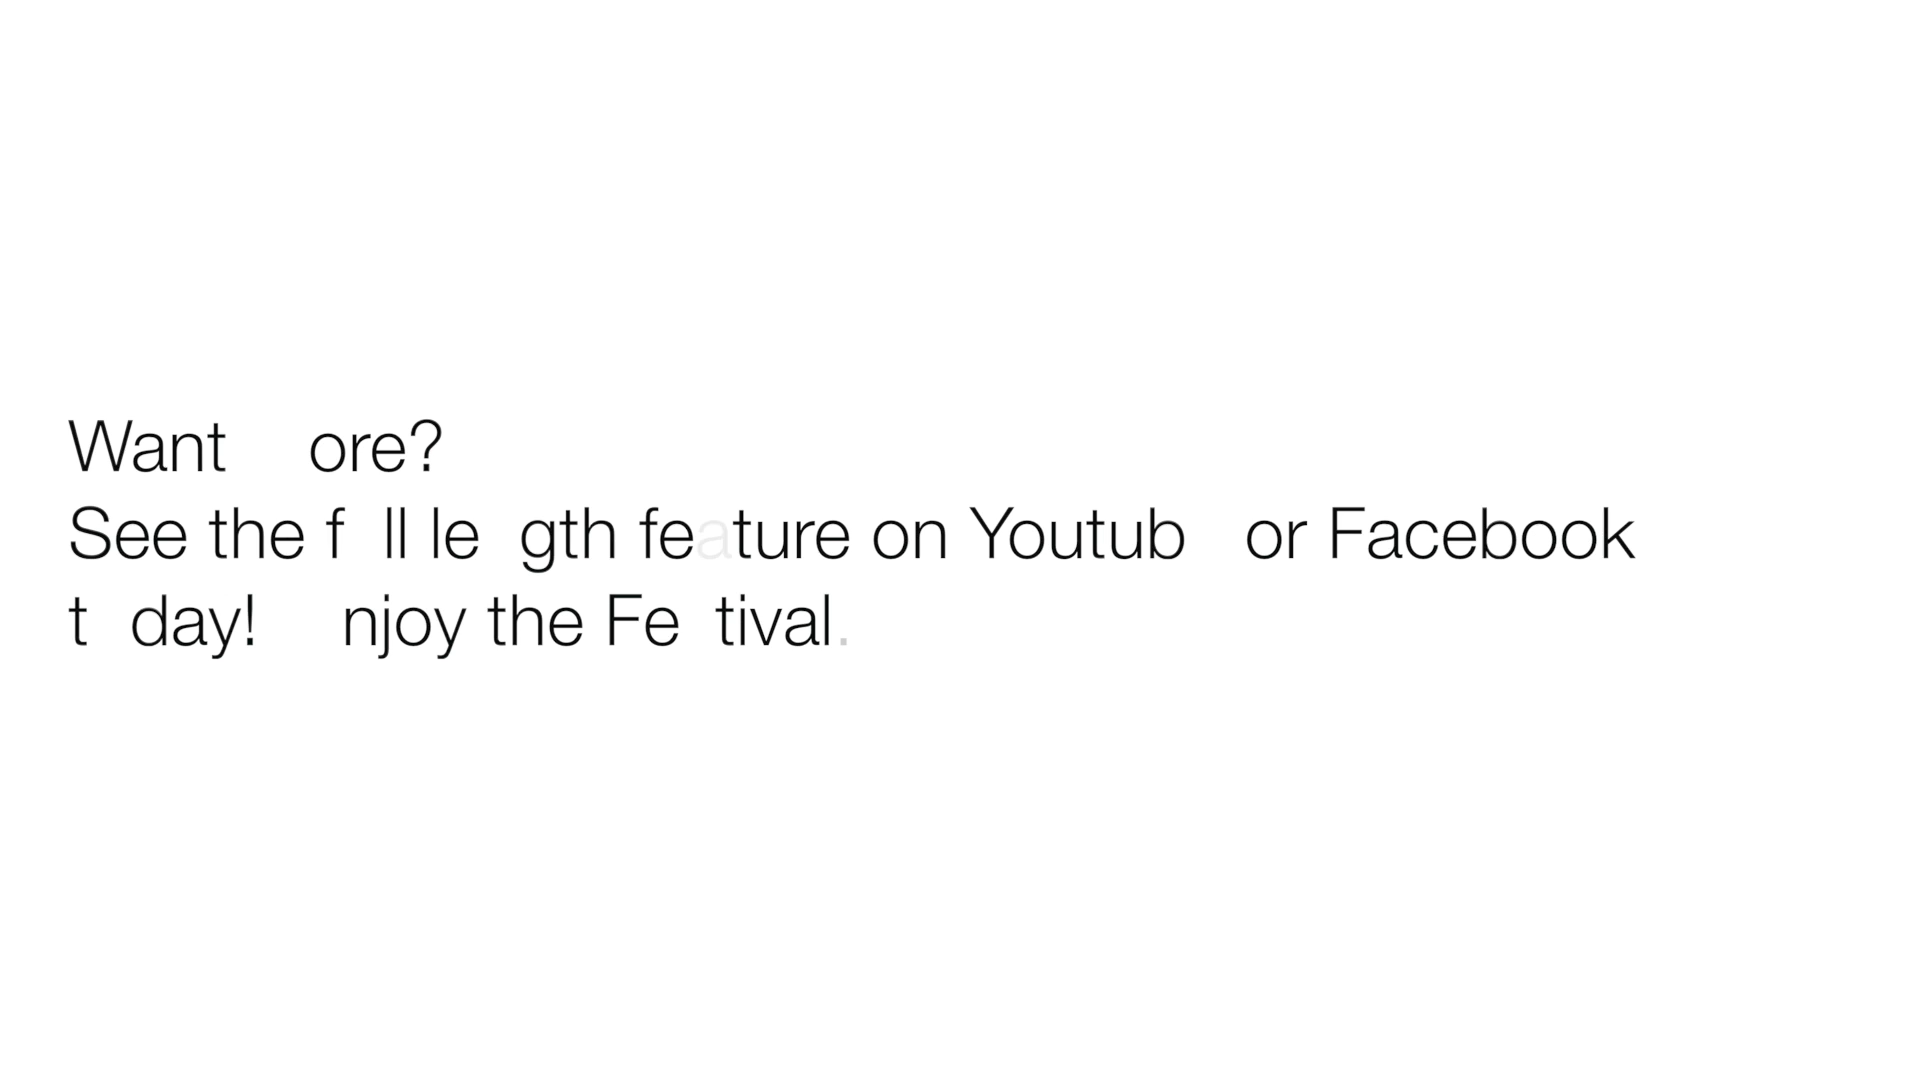 Want ore?
See the f ll le gth feature on Youtub or Facebook
t day! njoy the Fe tival.